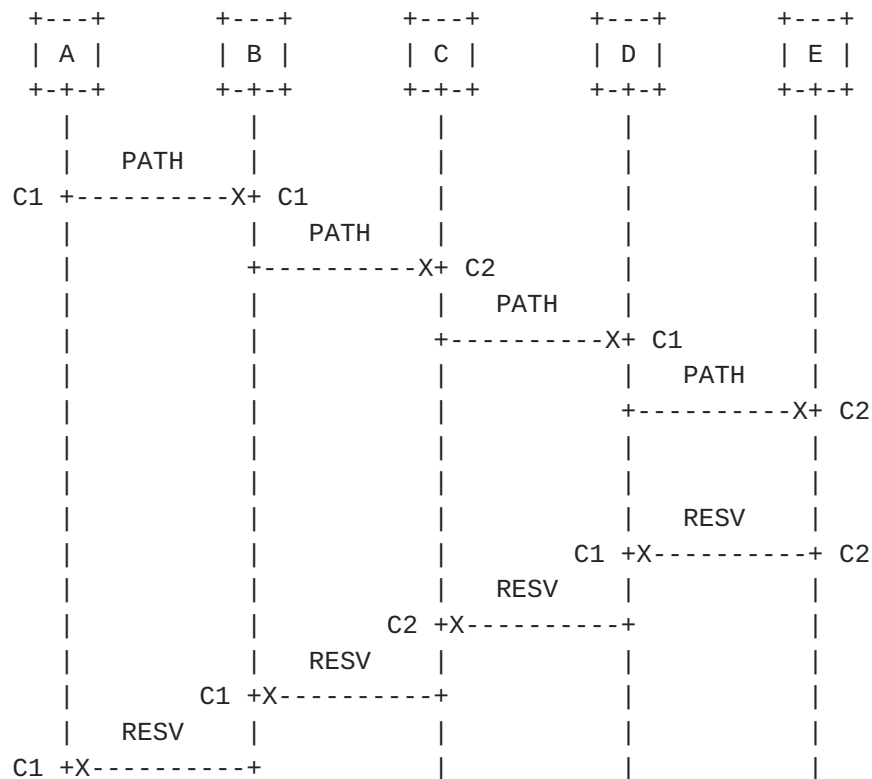 +---+         +---+         +---+         +---+         +---+
| A |         | B |         | C |         | D |         | E |
+-+-+         +-+-+         +-+-+         +-+-+         +-+-+
|             |             |             |             |
|    PATH     |             |             |             |
C1 +----------X+ C1           |             |             |
|             |    PATH     |             |             |
|             +----------X+ C2           |             |
|             |             |    PATH     |             |
|             |             +----------X+ C1           |
|             |             |             |    PATH     |
|             |             |             +----------X+ C2
|             |             |             |             |
|             |             |             |             |
|             |             |             |    RESV     |
|             |             |          C1 +X----------+ C2
|             |             |    RESV     |             |
|             |          C2 +X----------+             |
|             |    RESV     |             |             |
|          C1 +X----------+             |             |
|    RESV     |             |             |             |
C1 +X----------+             |             |             |